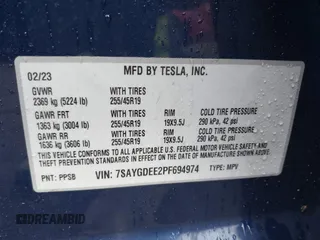 02/23 MFD BY TESLA, INC.
GVWR WITH TIRES
2369 kg (5224 lb) 255/45R19
GAWR FRT WITH TIRES RIM COLD TIRE PRESSURE
1363 kg (3004 lb) 255/45R19 19X9.5J 290 kPa, 42 psi
GAWR RR WITH TIRES RIM COLD TIRE PRESSURE
1636 kg (3606 lb) 255/45R19 19X9.5J 290 kPa, 42 psi
THIS VEHICLE CONFORMS TO ALL APPLICABLE FEDERAL MOTOR VEHICLE SAFETY AND
THEFT PREVENTION STANDARDS IN EFFECT ON THE DATE OF MANUFACTURE SHOWN ABOVE.
PNT: PPSB VIN: 7SAYGDEE2PF694974 TYPE: MPV